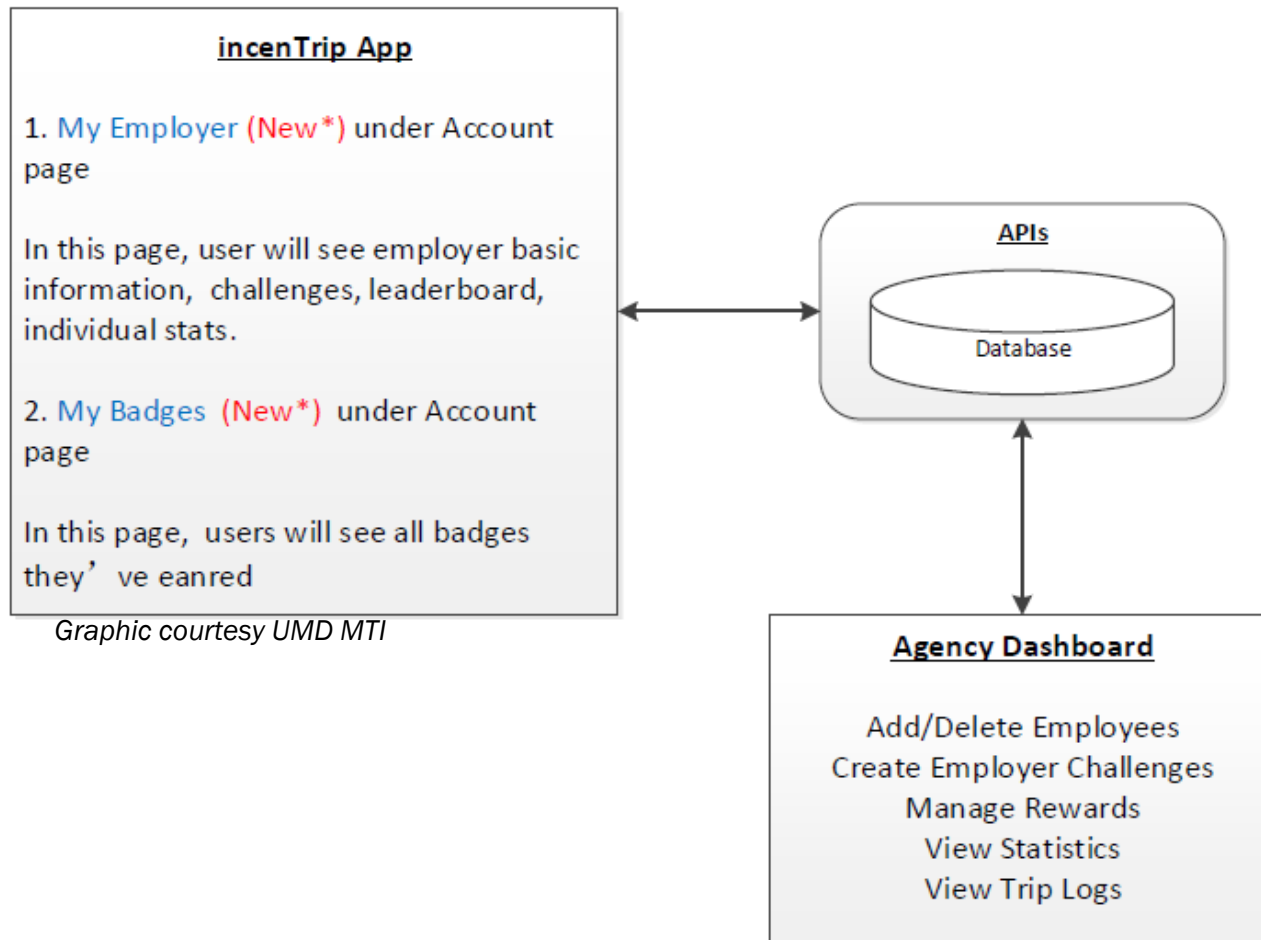 incenTrip App
1. My Employer (New*) under Account
page
In this page, user will see employer basic
information, challenges, leaderboard,
individual stats.
2. My Badges (New*) under Account
page
In this page, users will see all badges
they’ ve eanred
Graphic courtesy UMD MTI
APIs
Database
Agency Dashboard
Add/Delete Employees
Create Employer Challenges
Manage Rewards
View Statistics
View Trip Logs